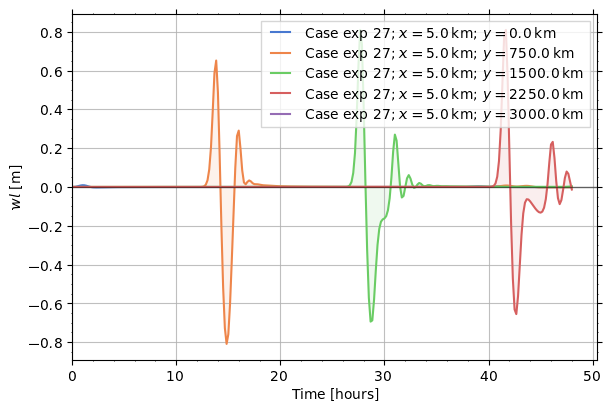 Case exp 27; x = 5.0 km; y = 0.0 km
Case exp 27; x = 5.0 km; y = 750.0 km
Case exp 27; x = 5.0 km; y = 1500.0 km
Case exp 27; x = 5.0 km; y = 2250.0 km
Case exp 27; x = 5.0 km; y = 3000.0 km
wl [m]
0.8
0.6
0.4
0.2
0.0
−0.2
−0.4
−0.6
−0.8
0 10 20 30 40 50
Time [hours]